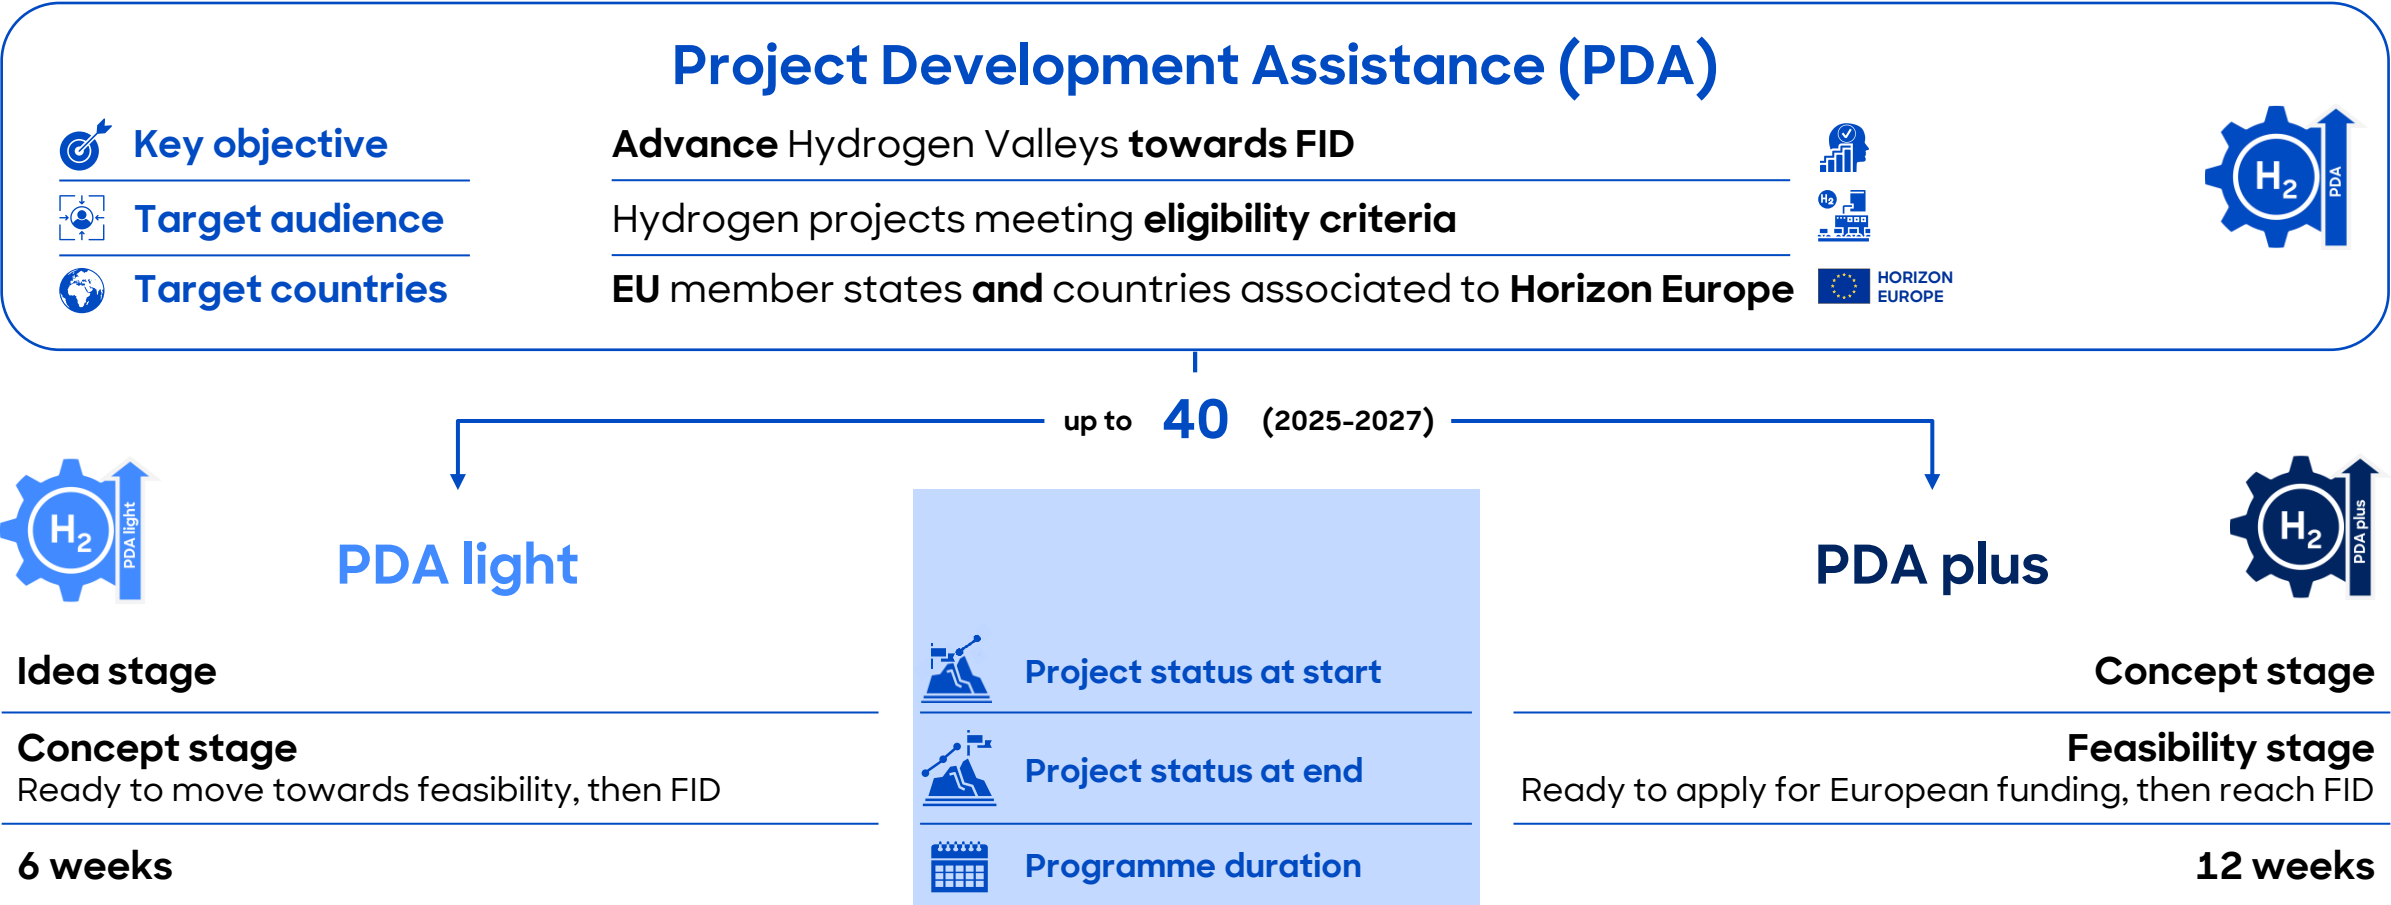 Project Development Assistance (PDA)
Key objective
Advance Hydrogen Valleys towards FID
Target audience
Hydrogen projects meeting eligibility criteria
H2
Target countries
EU member states and countries associated to Horizon Europe
HORIZON
EUROPE
H2
PDA
up to 40 (2025-2027)
H2
PDA light
PDA light
PDA plus
H2
PDA plus
Idea stage
Project status at start
Concept stage
Concept stage
Ready to move towards feasibility, then FID
Project status at end
Feasibility stage
Ready to apply for European funding, then reach FID
6 weeks
Programme duration
12 weeks